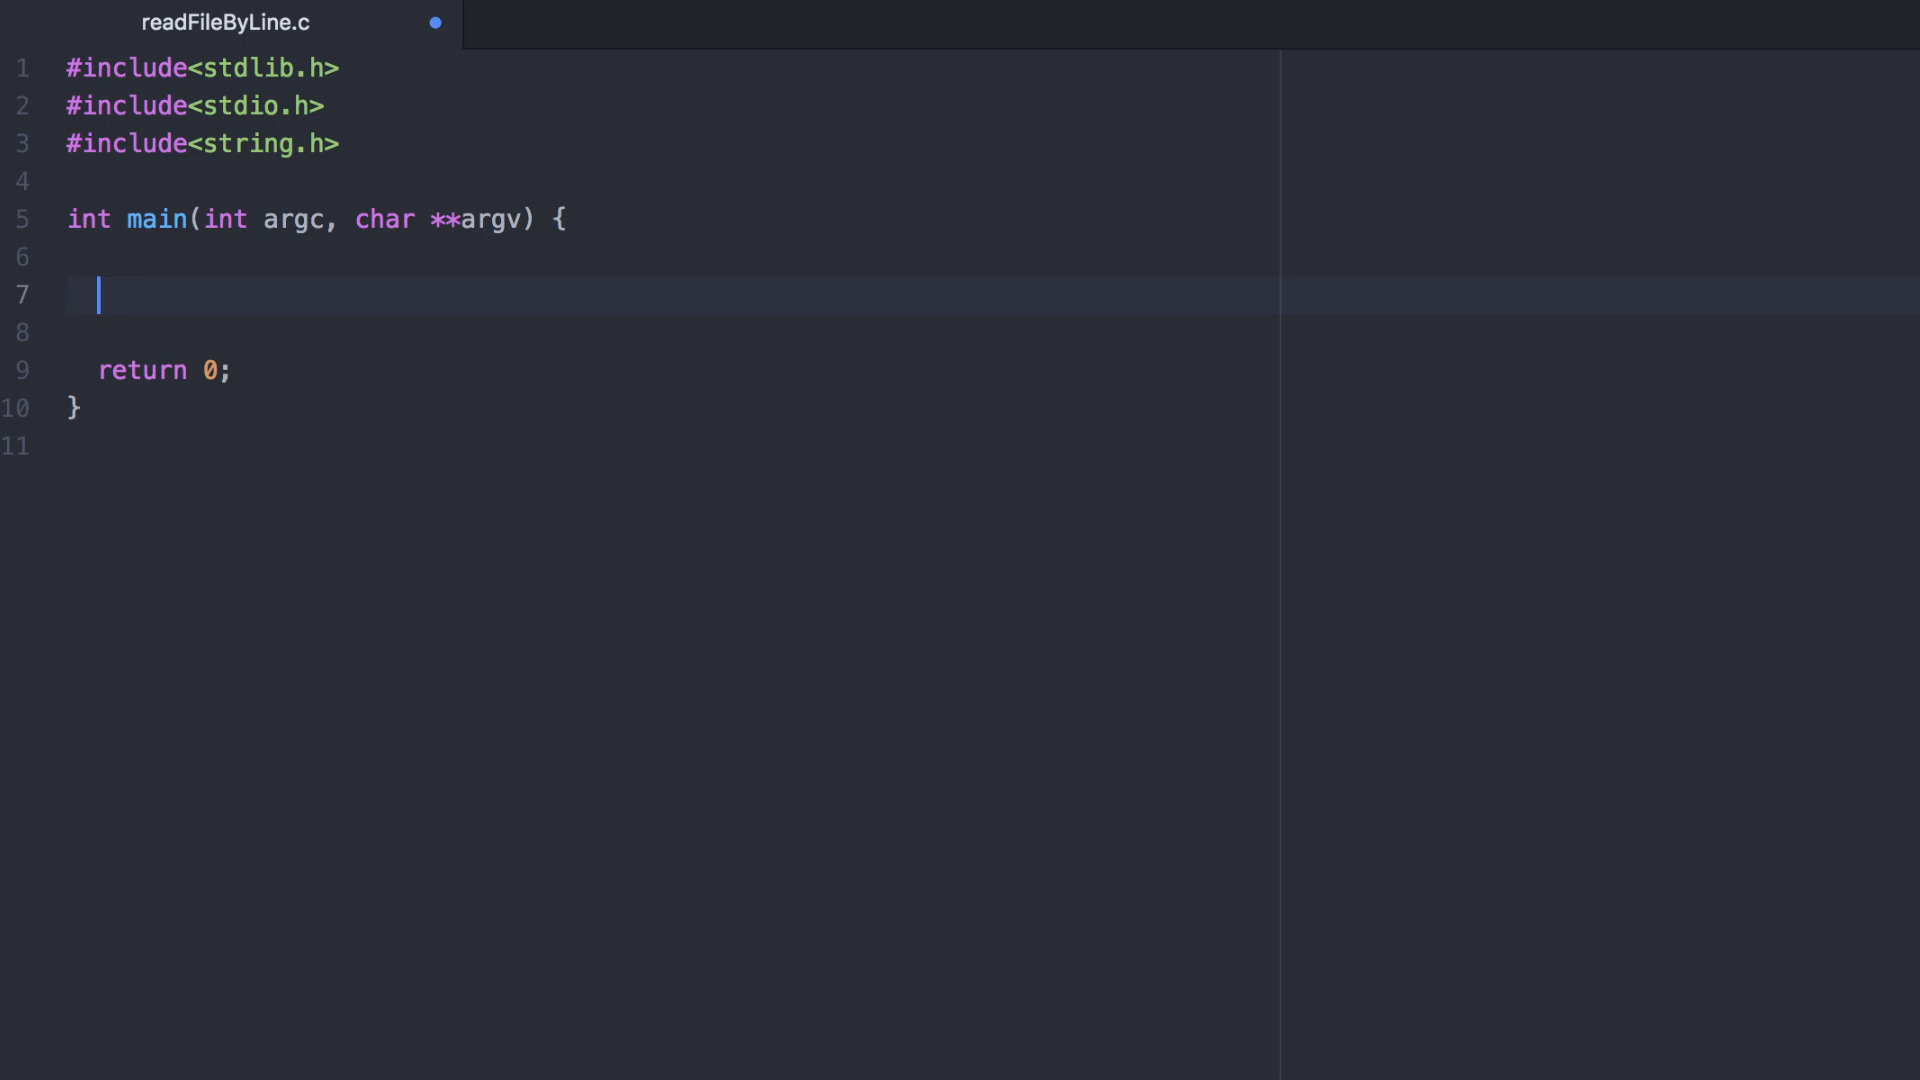 readFileByLine.c
1 #include<stdlib.h>
2 #include<stdio.h>
3 #include<string.h>
4
5 int main(int argc, char **argv) {
6
7
8
9 return 0;
10 }
11